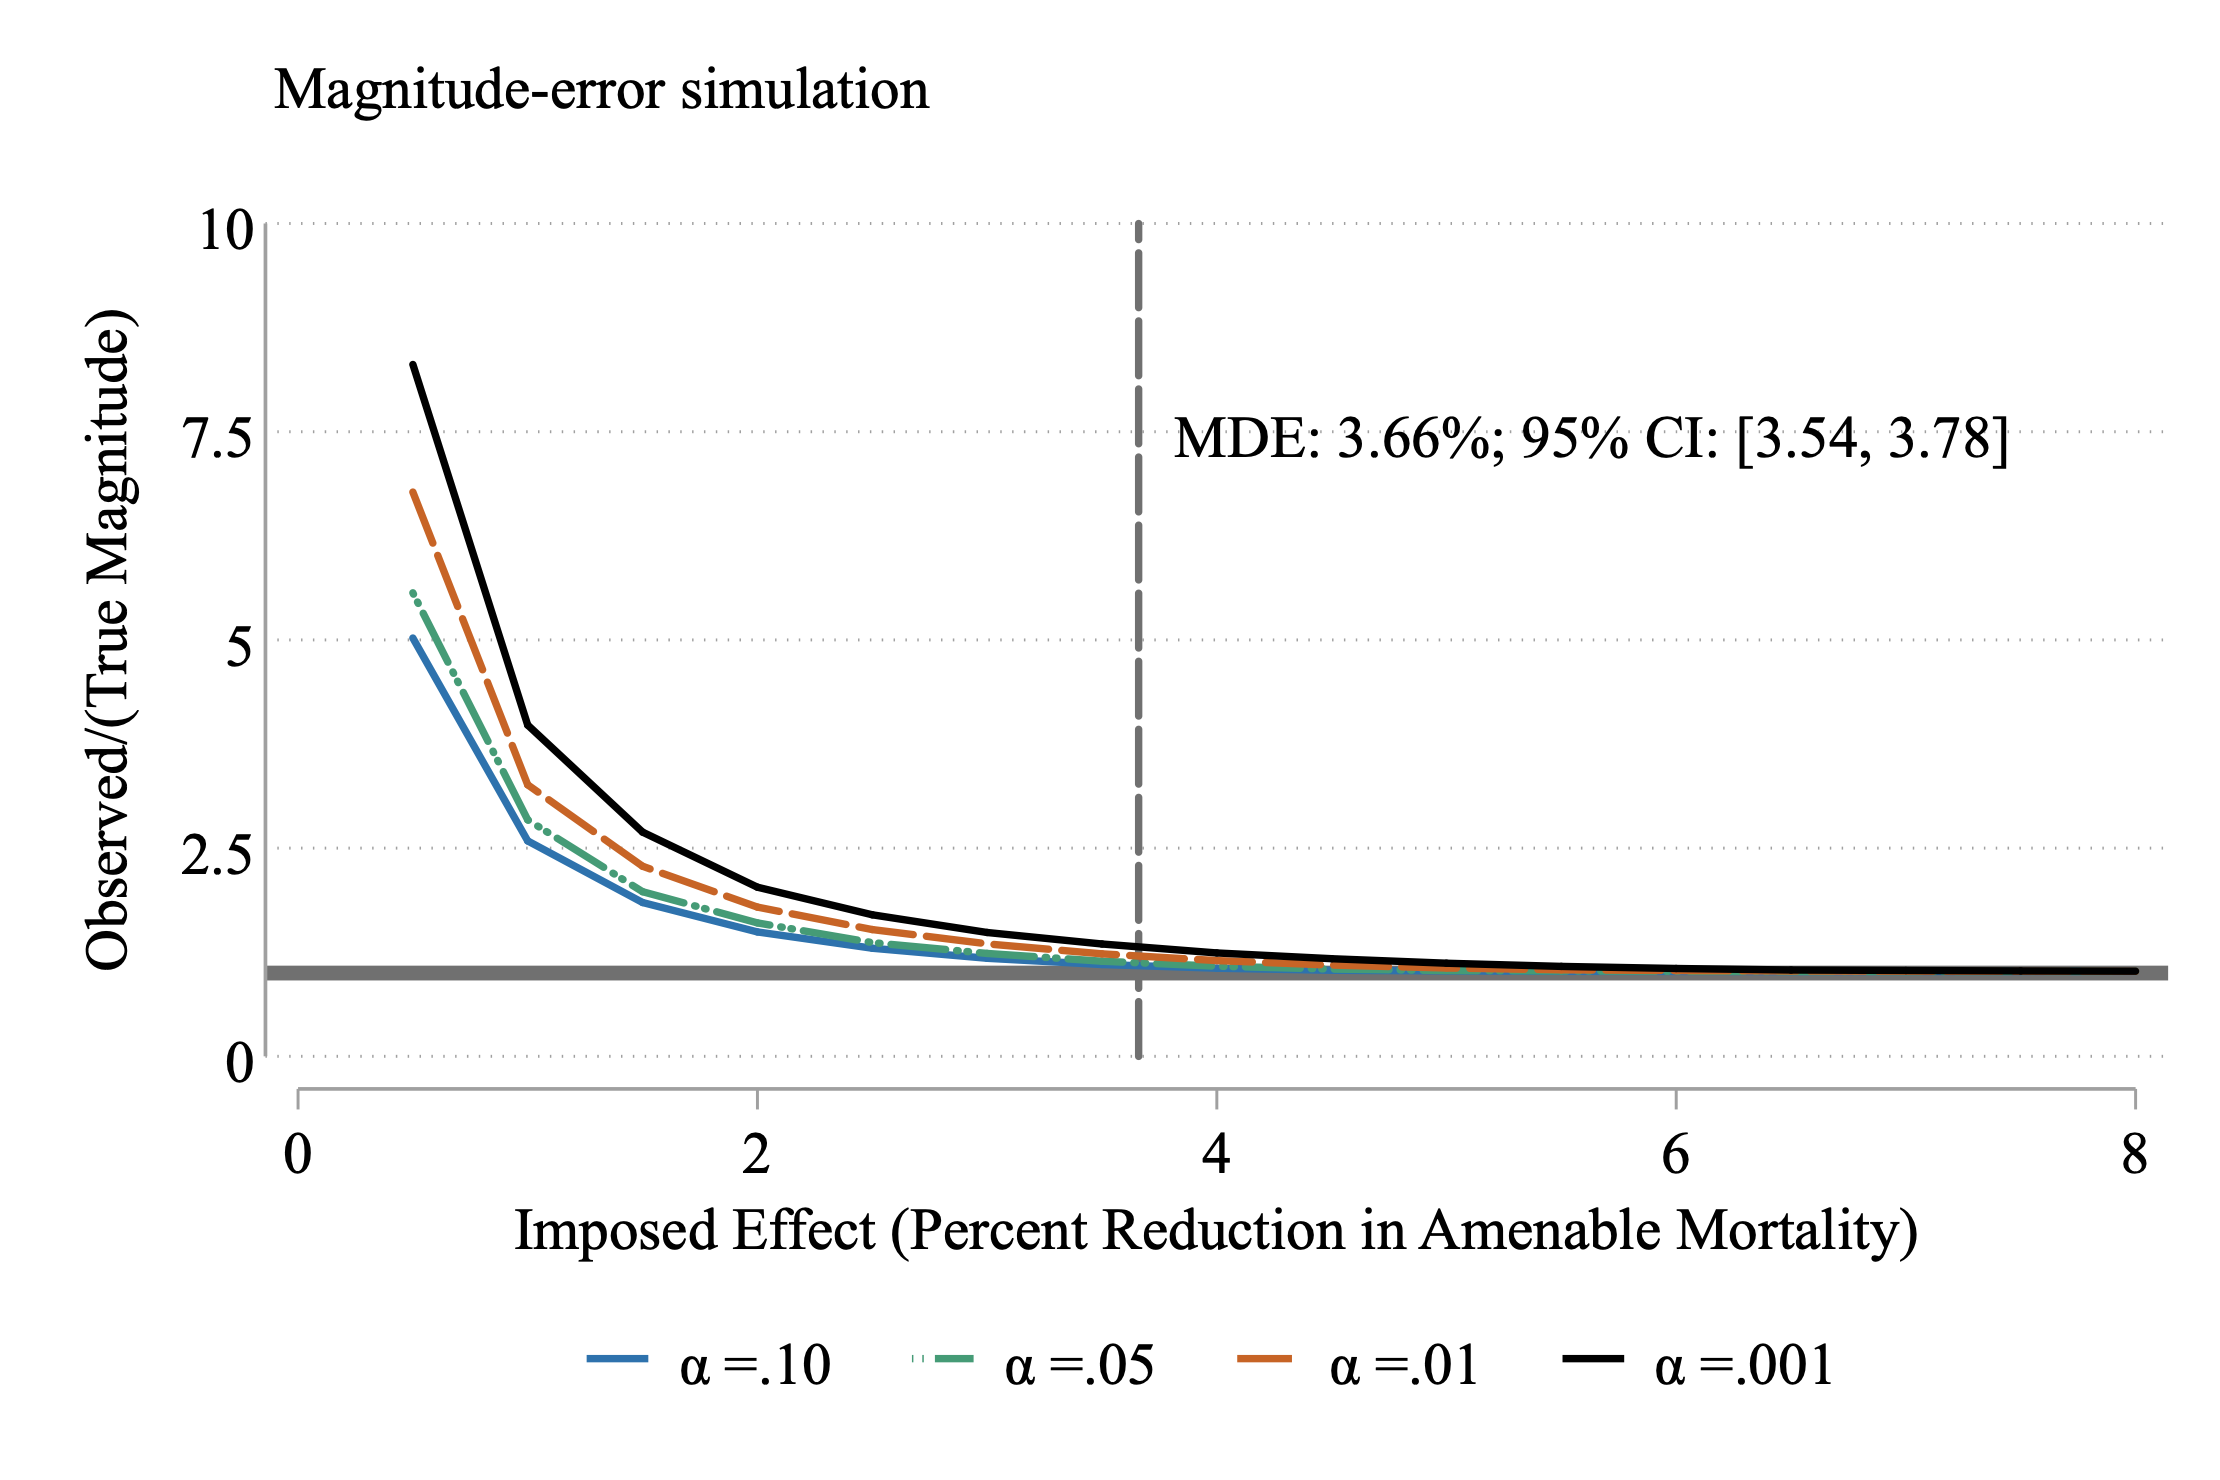 Magnitude-error simulation
Observed/(True Magnitude)
10
7.5
5
2.5
0
MDE: 3.66%; 95% CI: [3.54, 3.78]
0 2 4 6 8
Imposed Effect (Percent Reduction in Amenable Mortality)
α =.10 α =.05 α =.01 α =.001